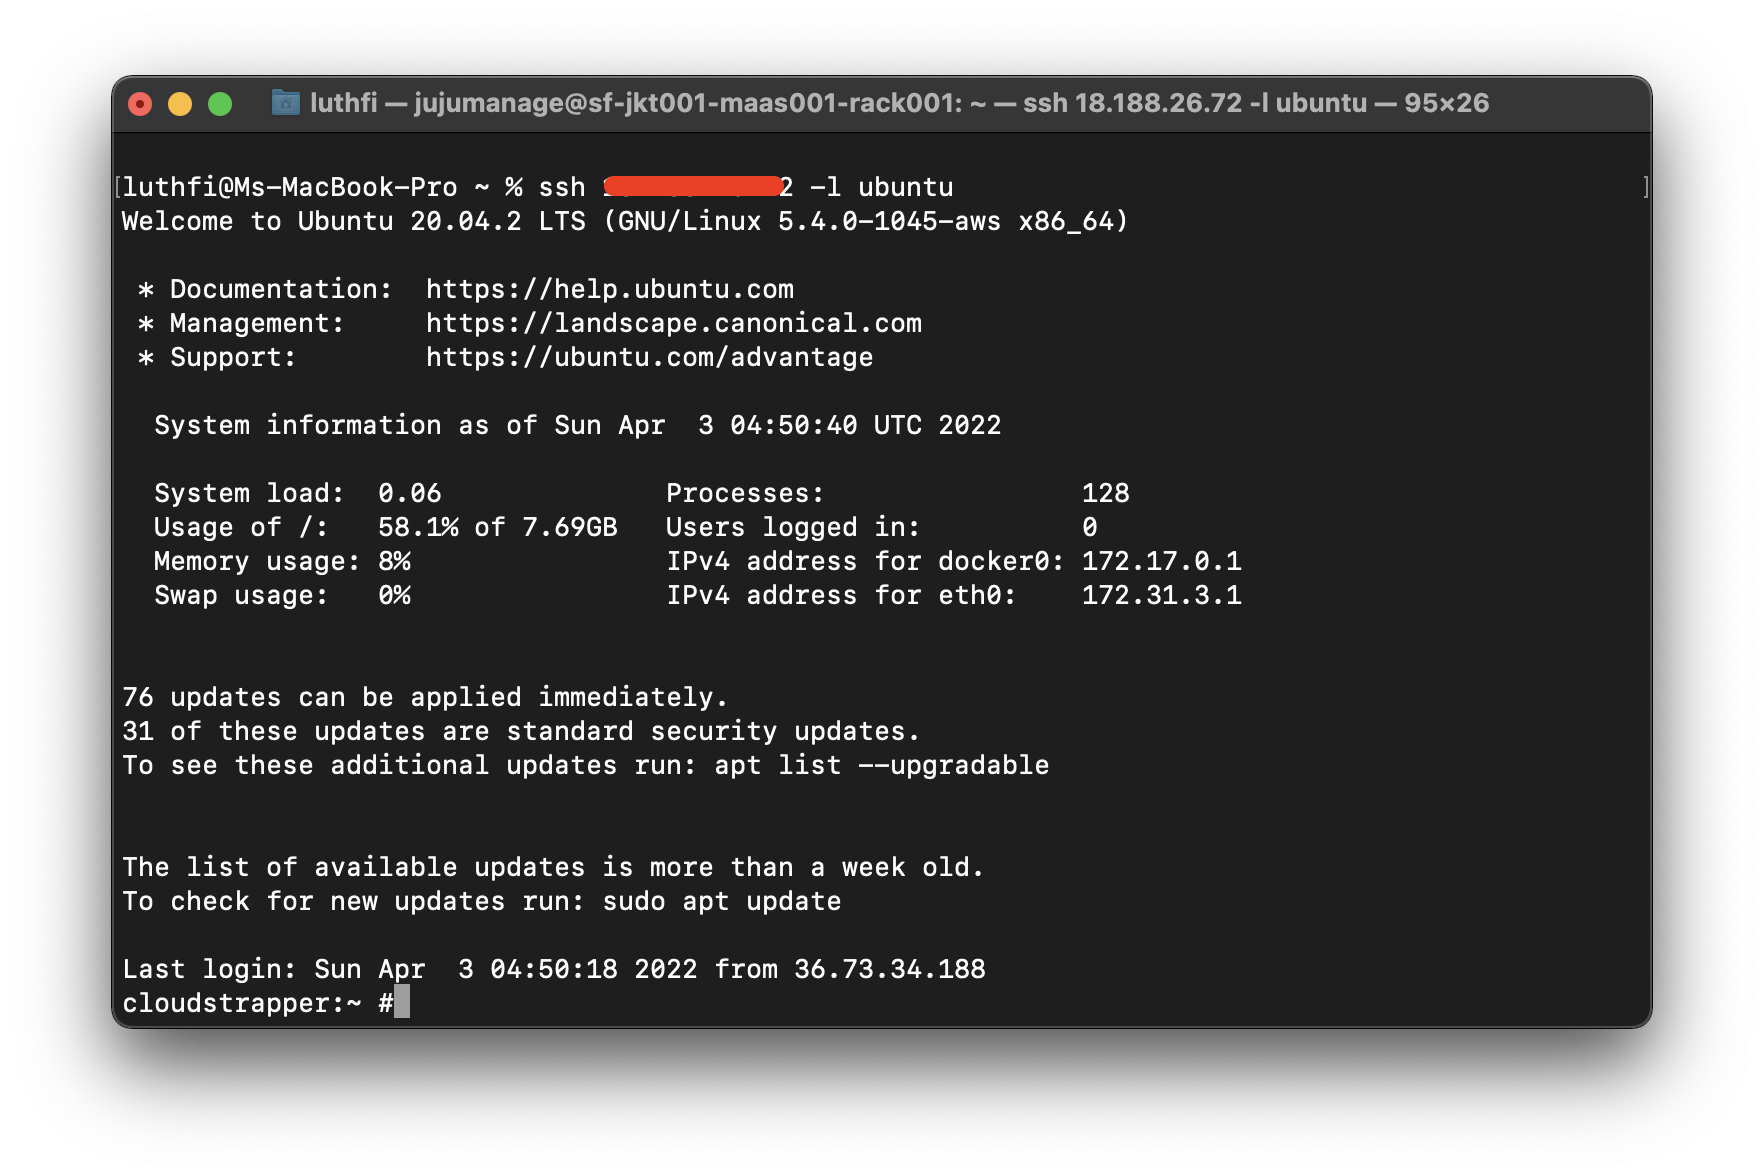 luthfi — jujumanage@sf-jkt001-maas001-rack001: ~ — ssh 18.188.26.72 -l ubuntu — 95×26
[luthfi@Ms-MacBook-Pro ~ % ssh 2 -l ubuntu ]
Welcome to Ubuntu 20.04.2 LTS (GNU/Linux 5.4.0-1045-aws x86_64)
* Documentation:  https://help.ubuntu.com
* Management:     https://landscape.canonical.com
* Support:        https://ubuntu.com/advantage
System information as of Sun Apr  3 04:50:40 UTC 2022
System load:  0.06              Processes:                128
Usage of /:   58.1% of 7.69GB   Users logged in:          0
Memory usage: 8%                IPv4 address for docker0: 172.17.0.1
Swap usage:   0%                IPv4 address for eth0:    172.31.3.1
76 updates can be applied immediately.
31 of these updates are standard security updates.
To see these additional updates run: apt list --upgradable
The list of available updates is more than a week old.
To check for new updates run: sudo apt update
Last login: Sun Apr  3 04:50:18 2022 from 36.73.34.188
cloudstrapper:~ #